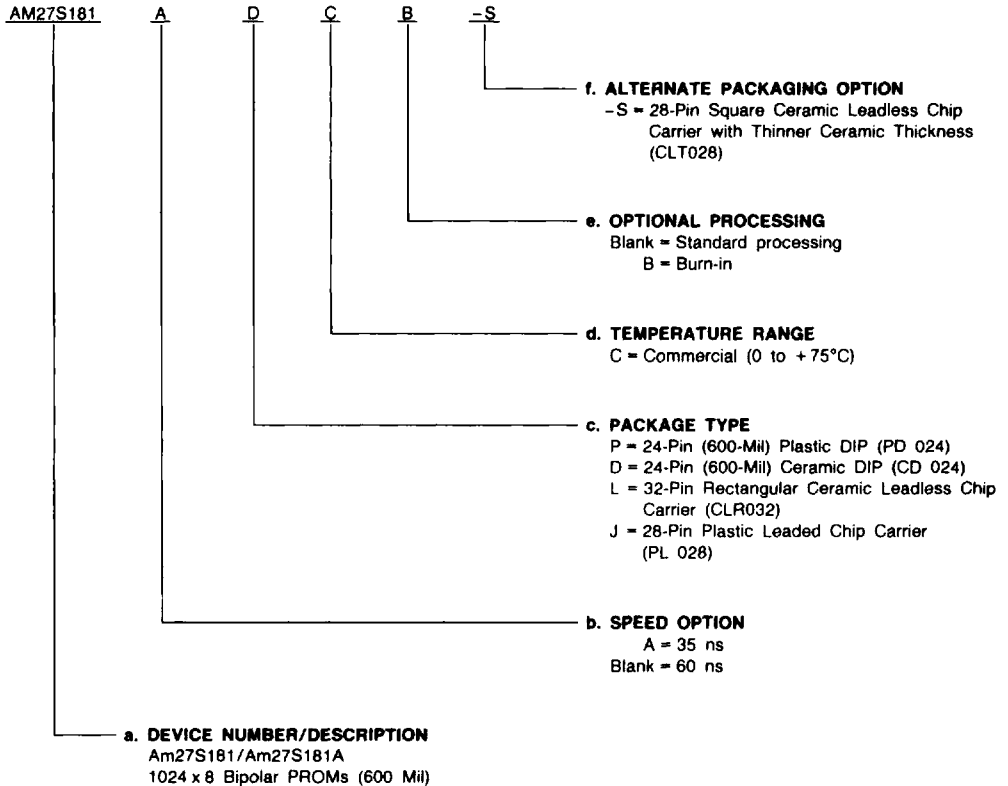 AM27S181 A D C B -S
f. ALTERNATE PACKAGING OPTION
-S = 28-Pin Square Ceramic Leadless Chip
Carrier with Thinner Ceramic Thickness
(CLT028)
e. OPTIONAL PROCESSING
Blank = Standard processing
B = Burn-in
d. TEMPERATURE RANGE
C = Commercial (0 to +75°C)
c. PACKAGE TYPE
P = 24-Pin (600-Mil) Plastic DIP (PD 024)
D = 24-Pin (600-Mil) Ceramic DIP (CD 024)
L = 32-Pin Rectangular Ceramic Leadless Chip
Carrier (CLR032)
J = 28-Pin Plastic Leaded Chip Carrier
(PL 028)
b. SPEED OPTION
A = 35 ns
Blank = 60 ns
a. DEVICE NUMBER/DESCRIPTION
Am27S181/Am27S181A
1024 x 8 Bipolar PROMs (600 Mil)